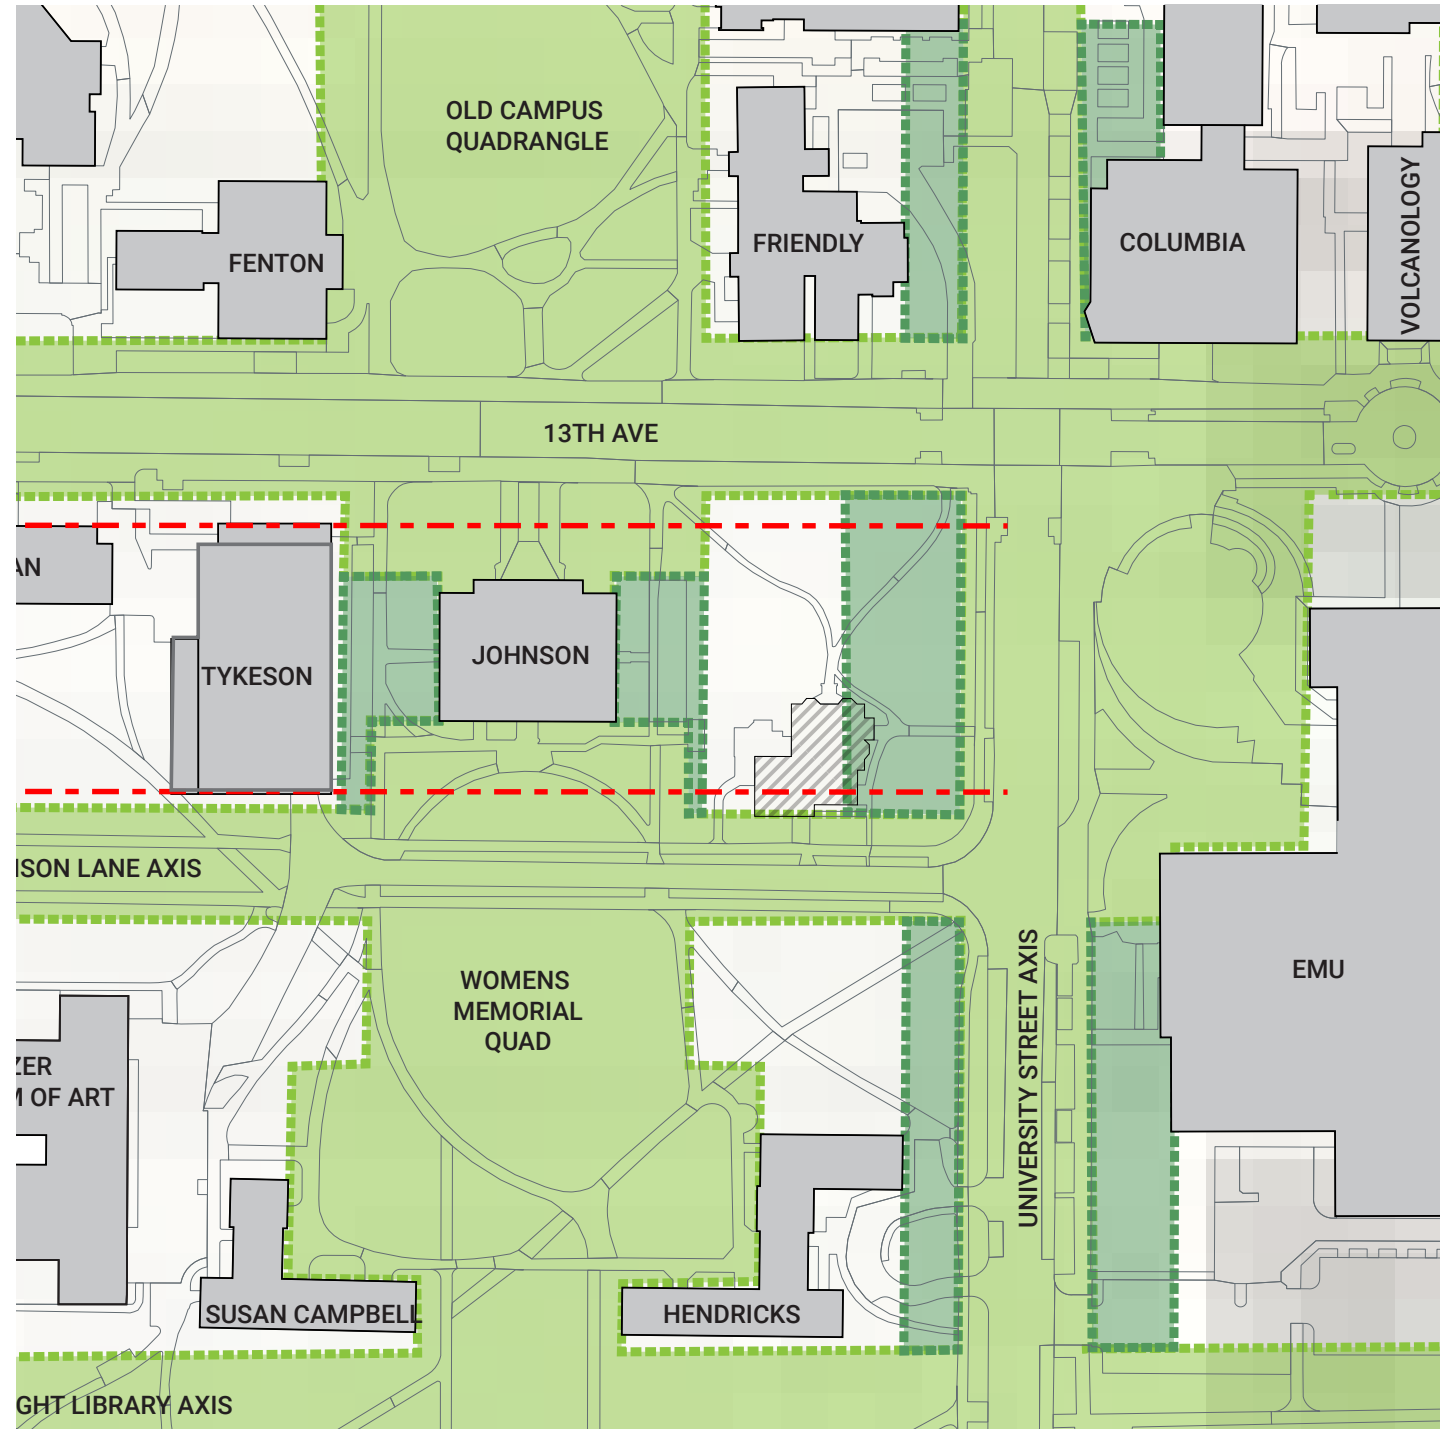 OLD CAMPUS
QUADRANGLE
FENTON
FRIENDLY
COLUMBIA
VOLCANOLOGY
13TH AVE
AN
TYKESON
JOHNSON
ISON LANE AXIS
WOMENS
MEMORIAL
QUAD
UNIVERSITY STREET AXIS
EMU
ZER
M OF ART
SUSAN CAMPBELL
HENDRICKS
GHT LIBRARY AXIS